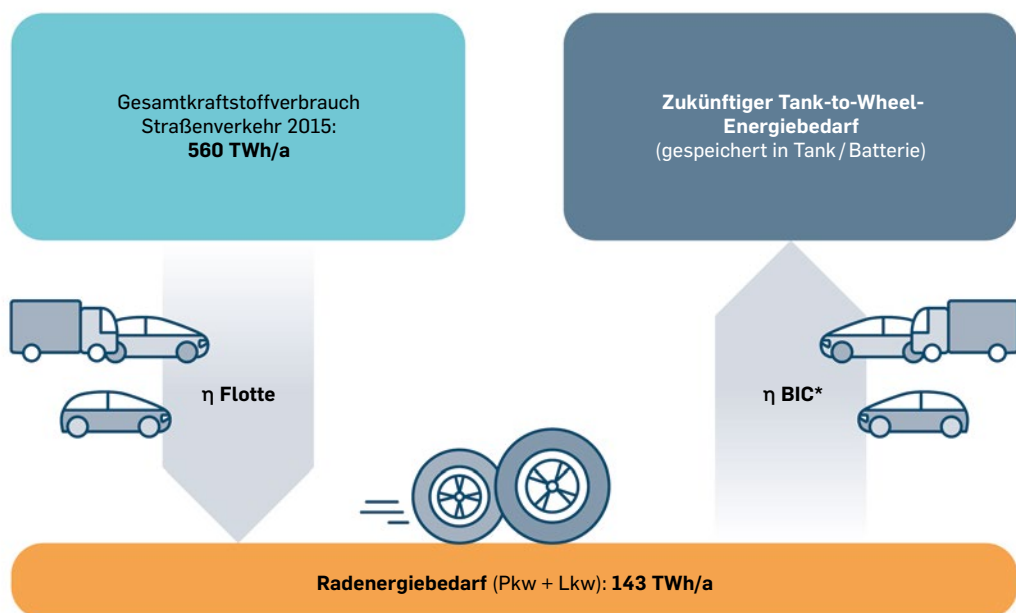 Gesamtkraftstoffverbrauch
Straßenverkehr 2015:
560 TWh/a
Zukünftiger Tank-to-Wheel-
Energiebedarf
(gespeichert in Tank / Batterie)
η Flotte
η BIC*
Radenergiebedarf (Pkw + Lkw): 143 TWh/a